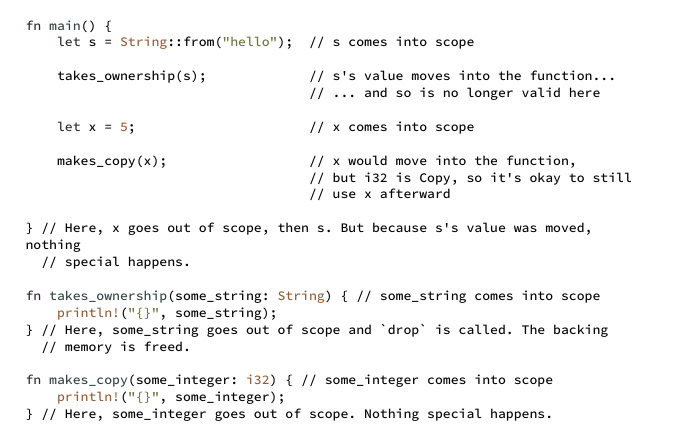 fn main() {
    let s = String::from("hello");  // s comes into scope

    takes_ownership(s);             // s's value moves into the function...
                                    // ... and so is no longer valid here

    let x = 5;                      // x comes into scope

    makes_copy(x);                  // x would move into the function,
                                    // but i32 is Copy, so it's okay to still
                                    // use x afterward

} // Here, x goes out of scope, then s. But because s's value was moved,
nothing
  // special happens.

fn takes_ownership(some_string: String) { // some_string comes into scope
    println!("{}", some_string);
} // Here, some_string goes out of scope and `drop` is called. The backing
  // memory is freed.

fn makes_copy(some_integer: i32) { // some_integer comes into scope
    println!("{}", some_integer);
} // Here, some_integer goes out of scope. Nothing special happens.